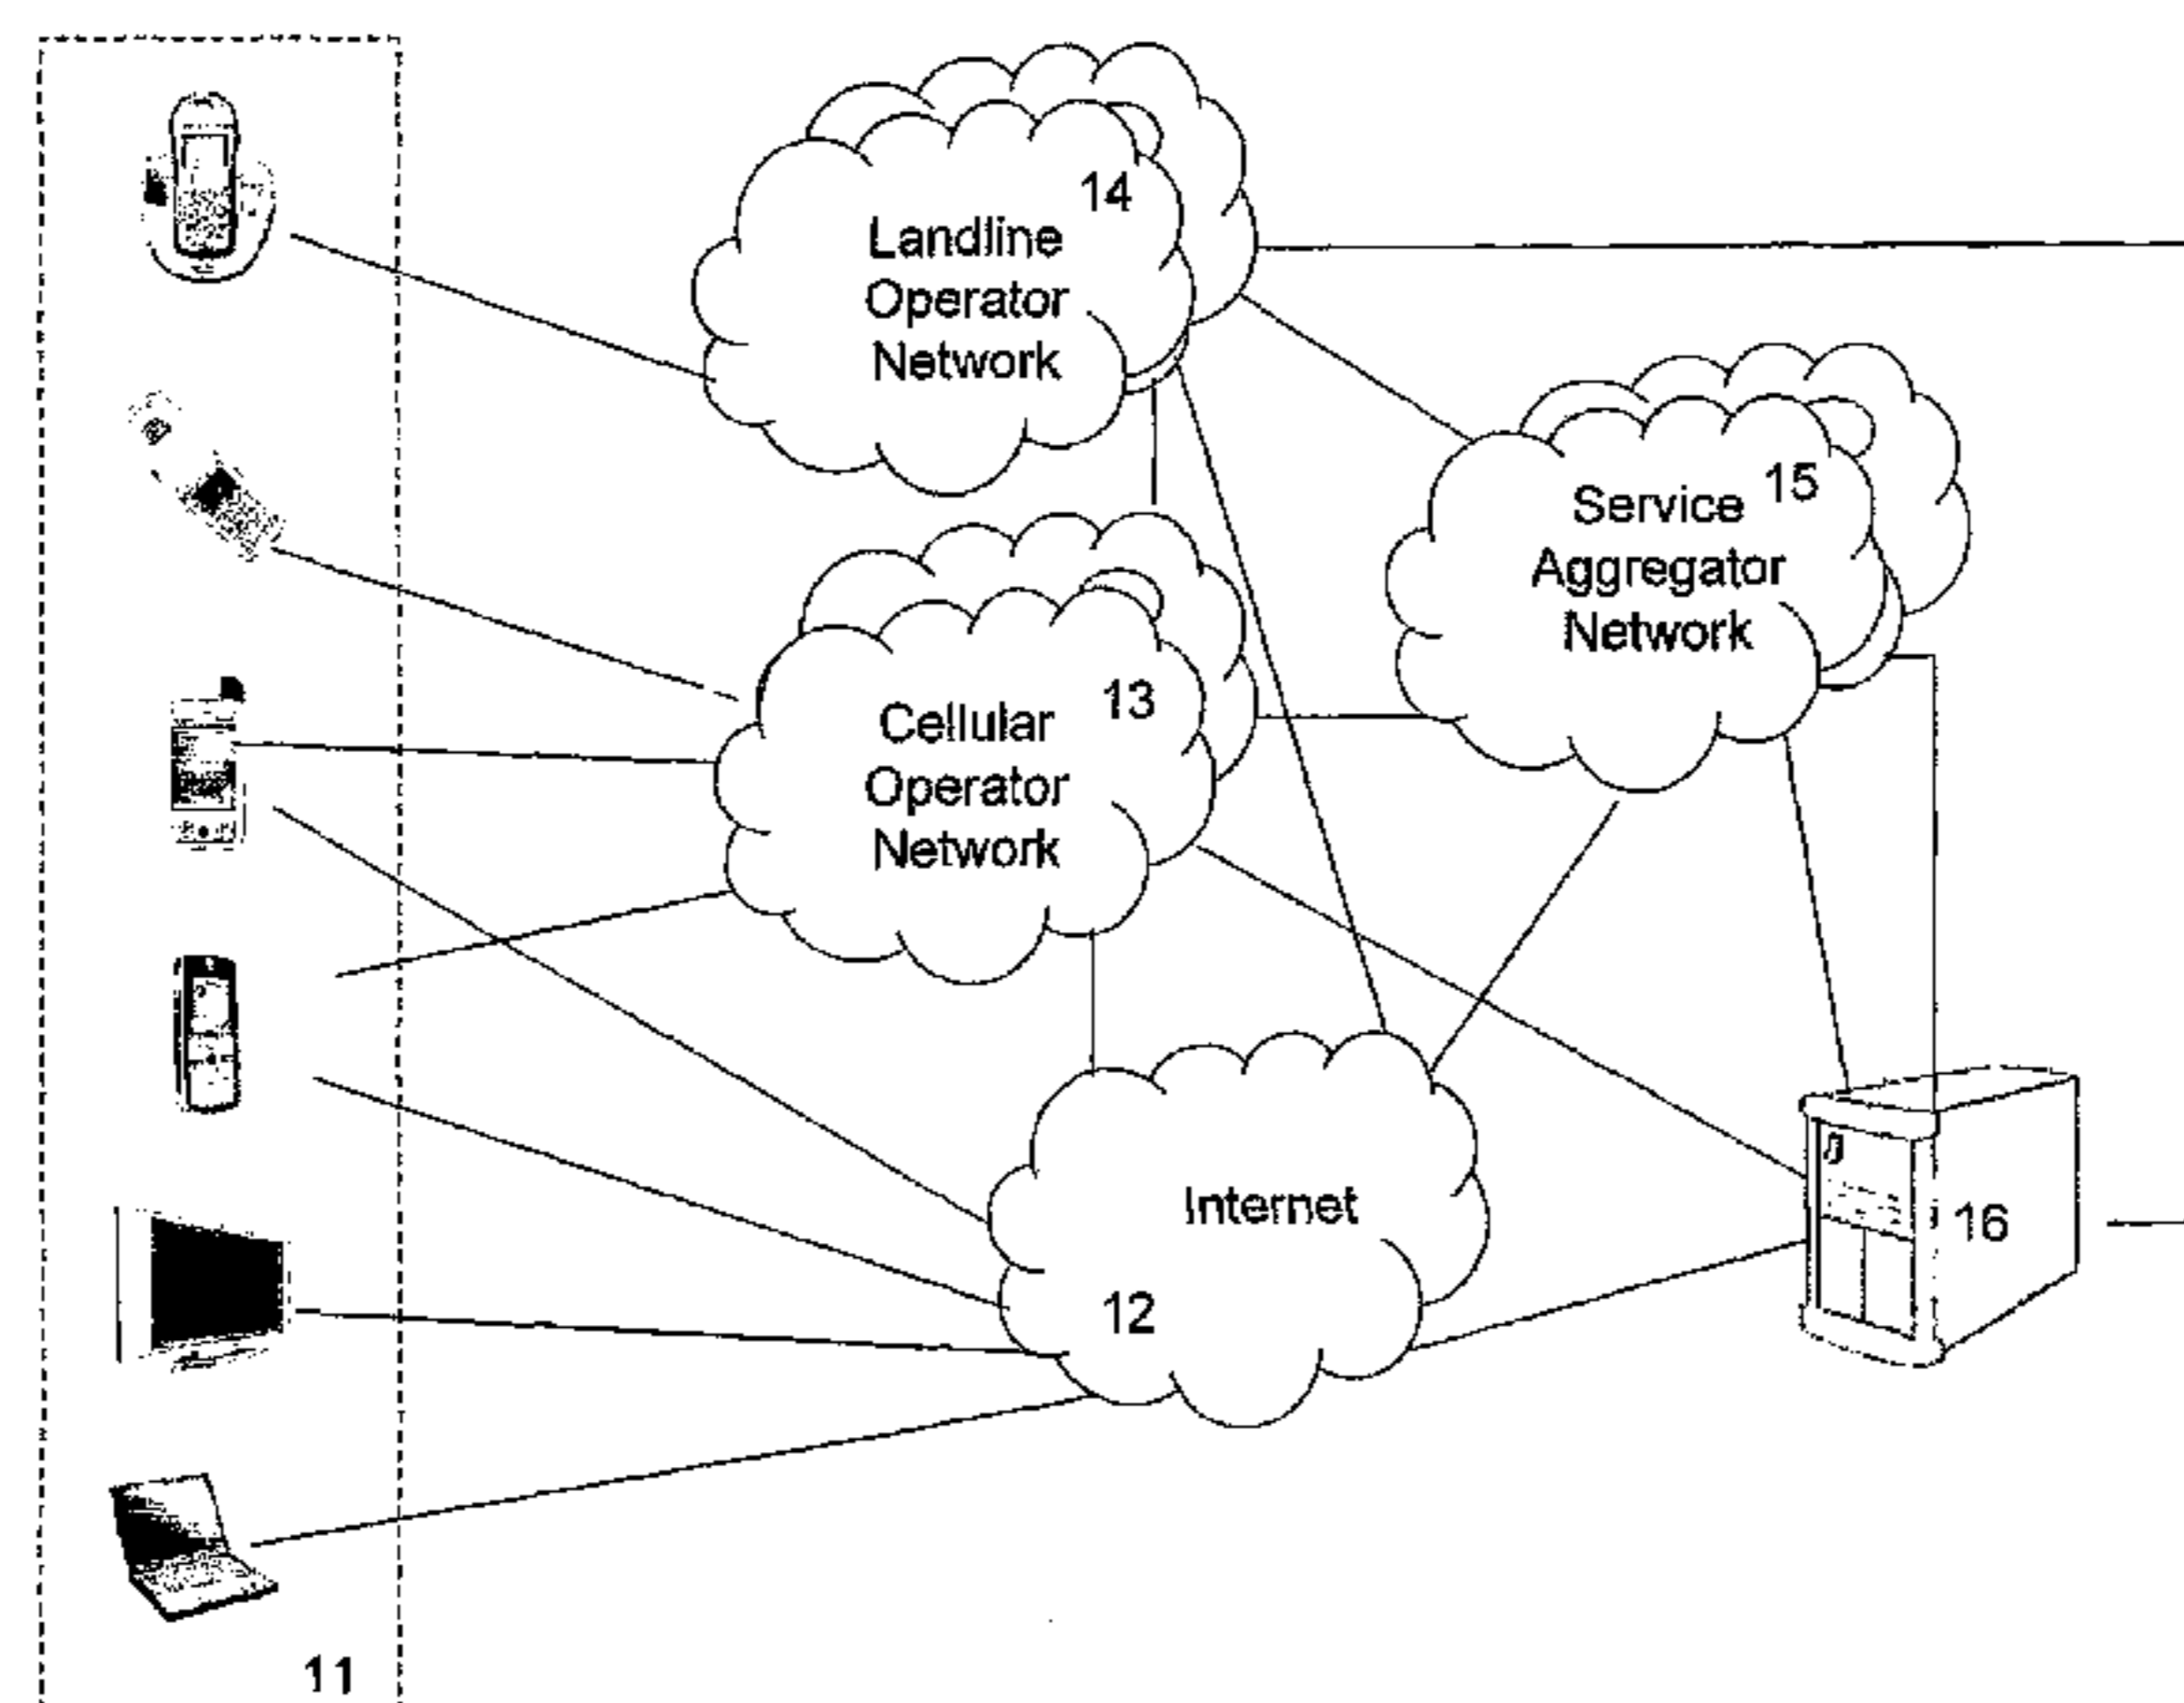 14
Landline
Operator
Network
15
Service
Aggregator
Network
13
Cellular
Operator
Network
Internet
12
16
11